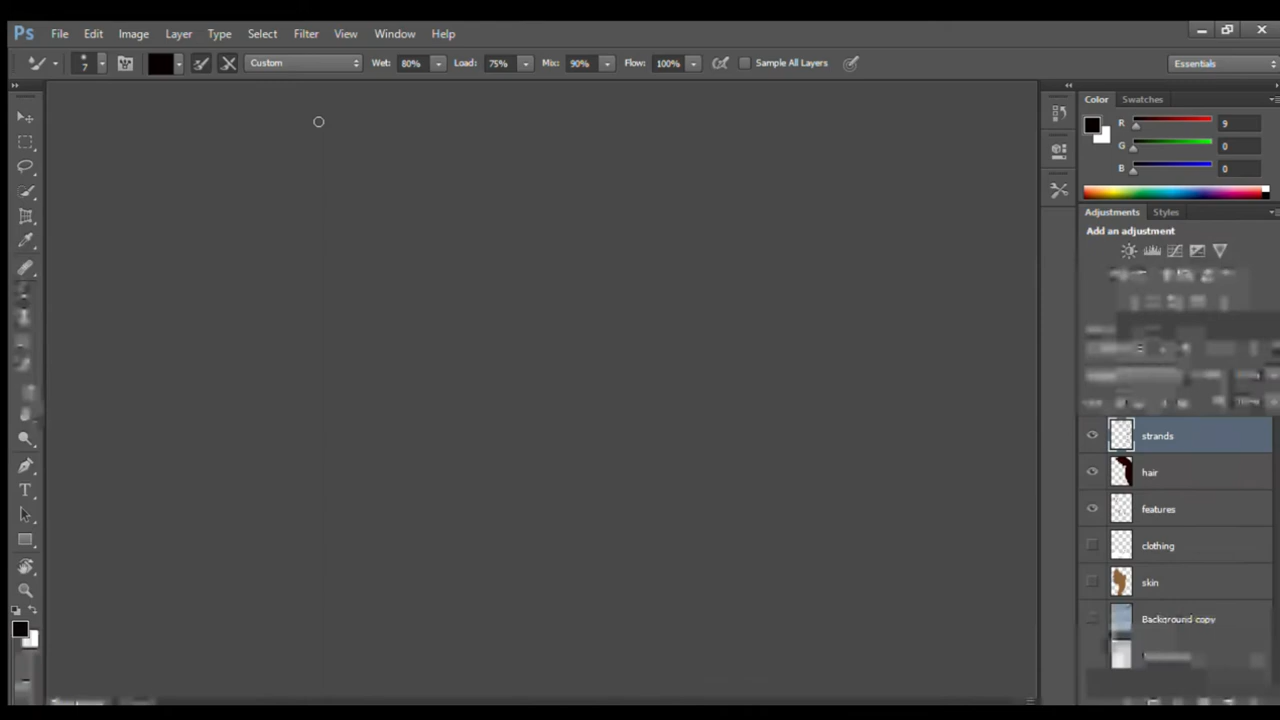 Ps File Edit Image Layer Type Select Filter View Window Help
7 Custom Wet: 80% Load: 75% Mix: 90% Flow: 100% Sample All Layers Essentials
Color Swatches
R 9
G 0
B 0
Adjustments Styles
Add an adjustment
strands
hair
features
clothing
skin
Background copy